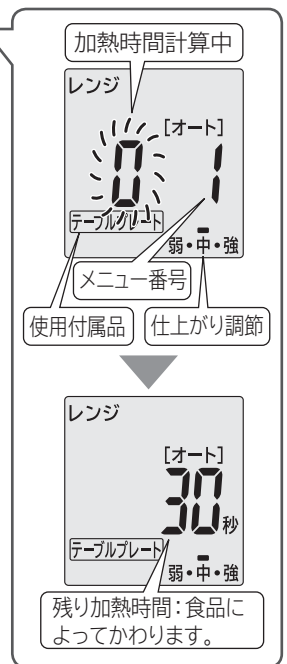 加熱時間計算中
レンジ
[オート]
0 1
テーブルグレート
弱・中・強
メニュー番号
使用付属品
仕上がり調節
レンジ
[オート]
30秒
テーブルプレート
弱・中・強
残り加熱時間：食品に
よってかわります。